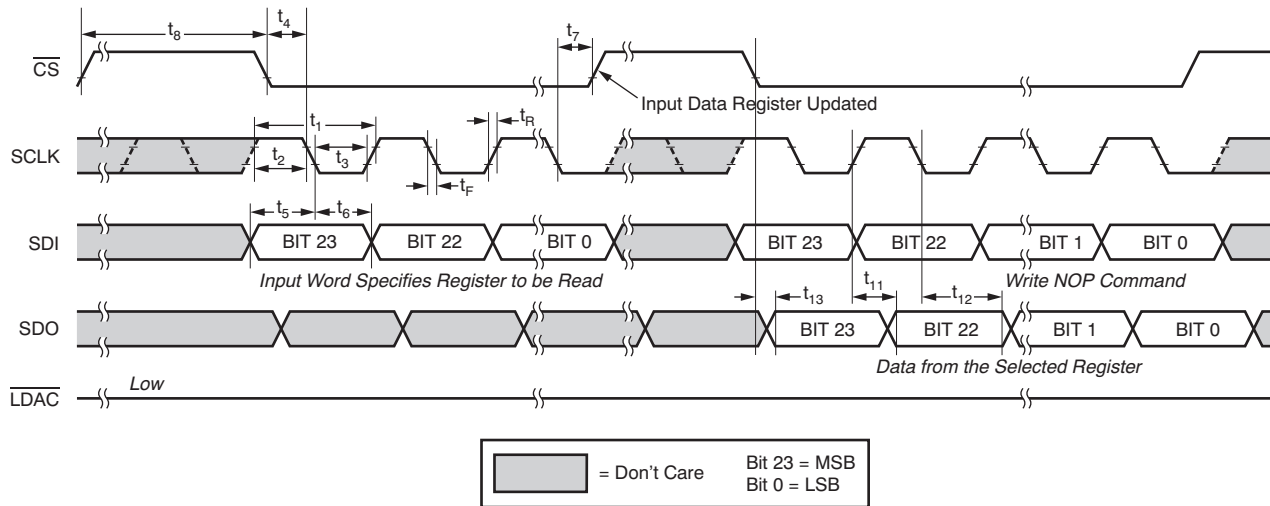 t8
t4
t7
CS
Input Data Register Updated
t1
tR
SCLK
t2
t3
tF
t5
t6
SDI
BIT 23
BIT 22
BIT 0
BIT 23
BIT 22
BIT 1
BIT 0
Input Word Specifies Register to be Read
Write NOP Command
t13
t11
t12
SDO
BIT 23
BIT 22
BIT 1
BIT 0
Data from the Selected Register
Low
LDAC
= Don't Care
Bit 23 = MSB
Bit 0 = LSB